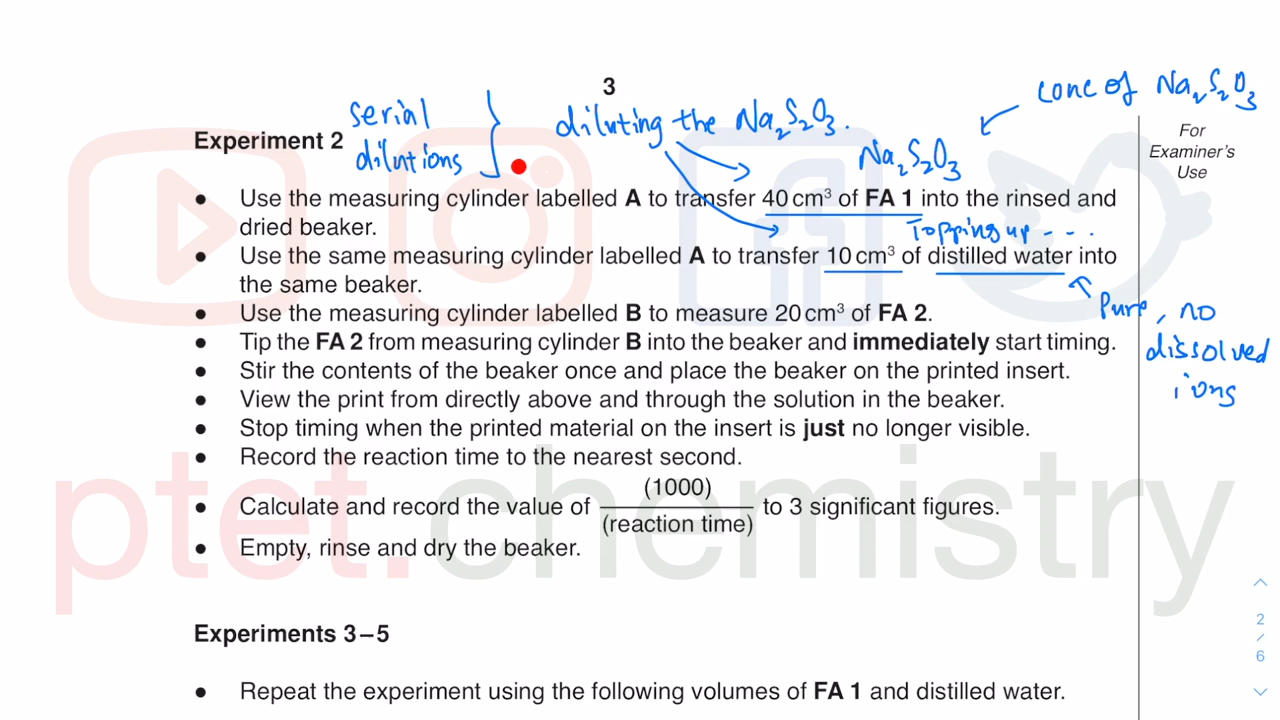 3
conc of Na₂S₂O₃
serial
dilutions
diluting the Na₂S₂O₃.
Na₂S₂O₃
For
Examiner's
Use
Experiment 2
• Use the measuring cylinder labelled A to transfer 40 cm³ of FA 1 into the rinsed and
dried beaker.
Topping up - - -
• Use the same measuring cylinder labelled A to transfer 10 cm³ of distilled water into
the same beaker.
Pure, no
dissolved
ions
• Use the measuring cylinder labelled B to measure 20 cm³ of FA 2.
• Tip the FA 2 from measuring cylinder B into the beaker and immediately start timing.
• Stir the contents of the beaker once and place the beaker on the printed insert.
• View the print from directly above and through the solution in the beaker.
• Stop timing when the printed material on the insert is just no longer visible.
• Record the reaction time to the nearest second.
• Calculate and record the value of (1000) / (reaction time) to 3 significant figures.
• Empty, rinse and dry the beaker.
ptet.chemistry
Experiments 3–5
• Repeat the experiment using the following volumes of FA 1 and distilled water.
2
/
6